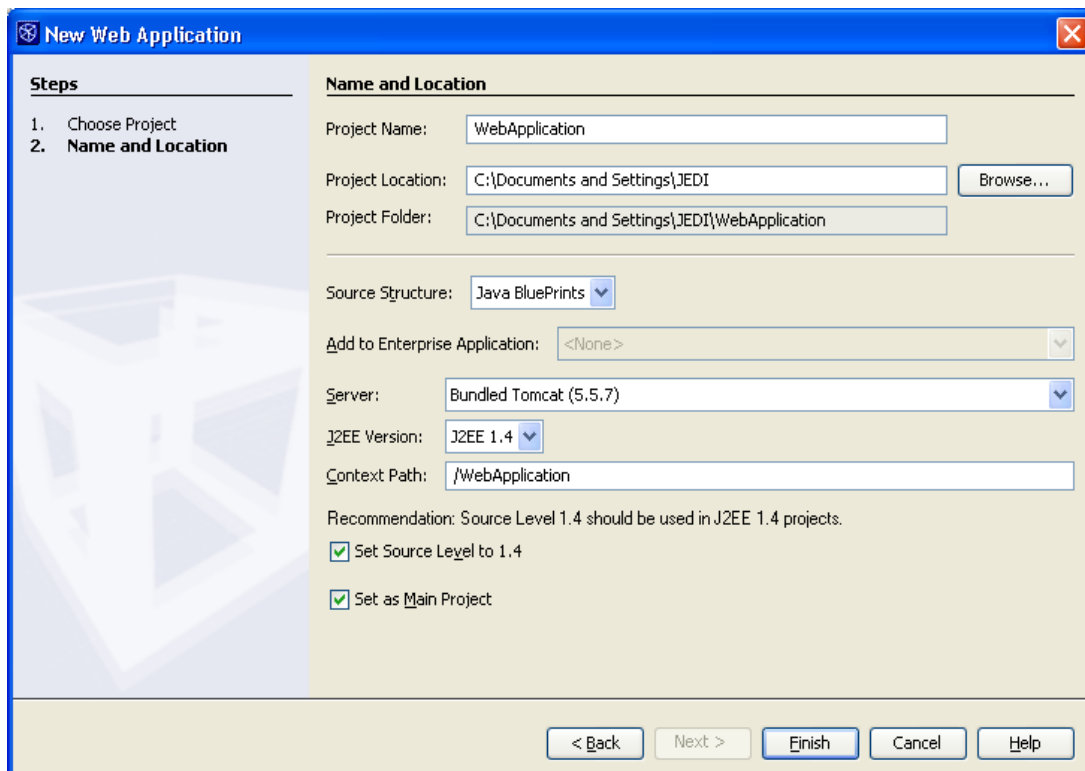 New Web Application
Steps
1. Choose Project
2. Name and Location
Name and Location
Project Name: WebApplication
Project Location: C:\Documents and Settings\JEDI Browse...
Project Folder: C:\Documents and Settings\JEDI\WebApplication
Source Structure: Java BluePrints
Add to Enterprise Application: <None>
Server: Bundled Tomcat (5.5.7)
J2EE Version: J2EE 1.4
Context Path: /WebApplication
Recommendation: Source Level 1.4 should be used in J2EE 1.4 projects.
Set Source Level to 1.4
Set as Main Project
< Back Next > Finish Cancel Help